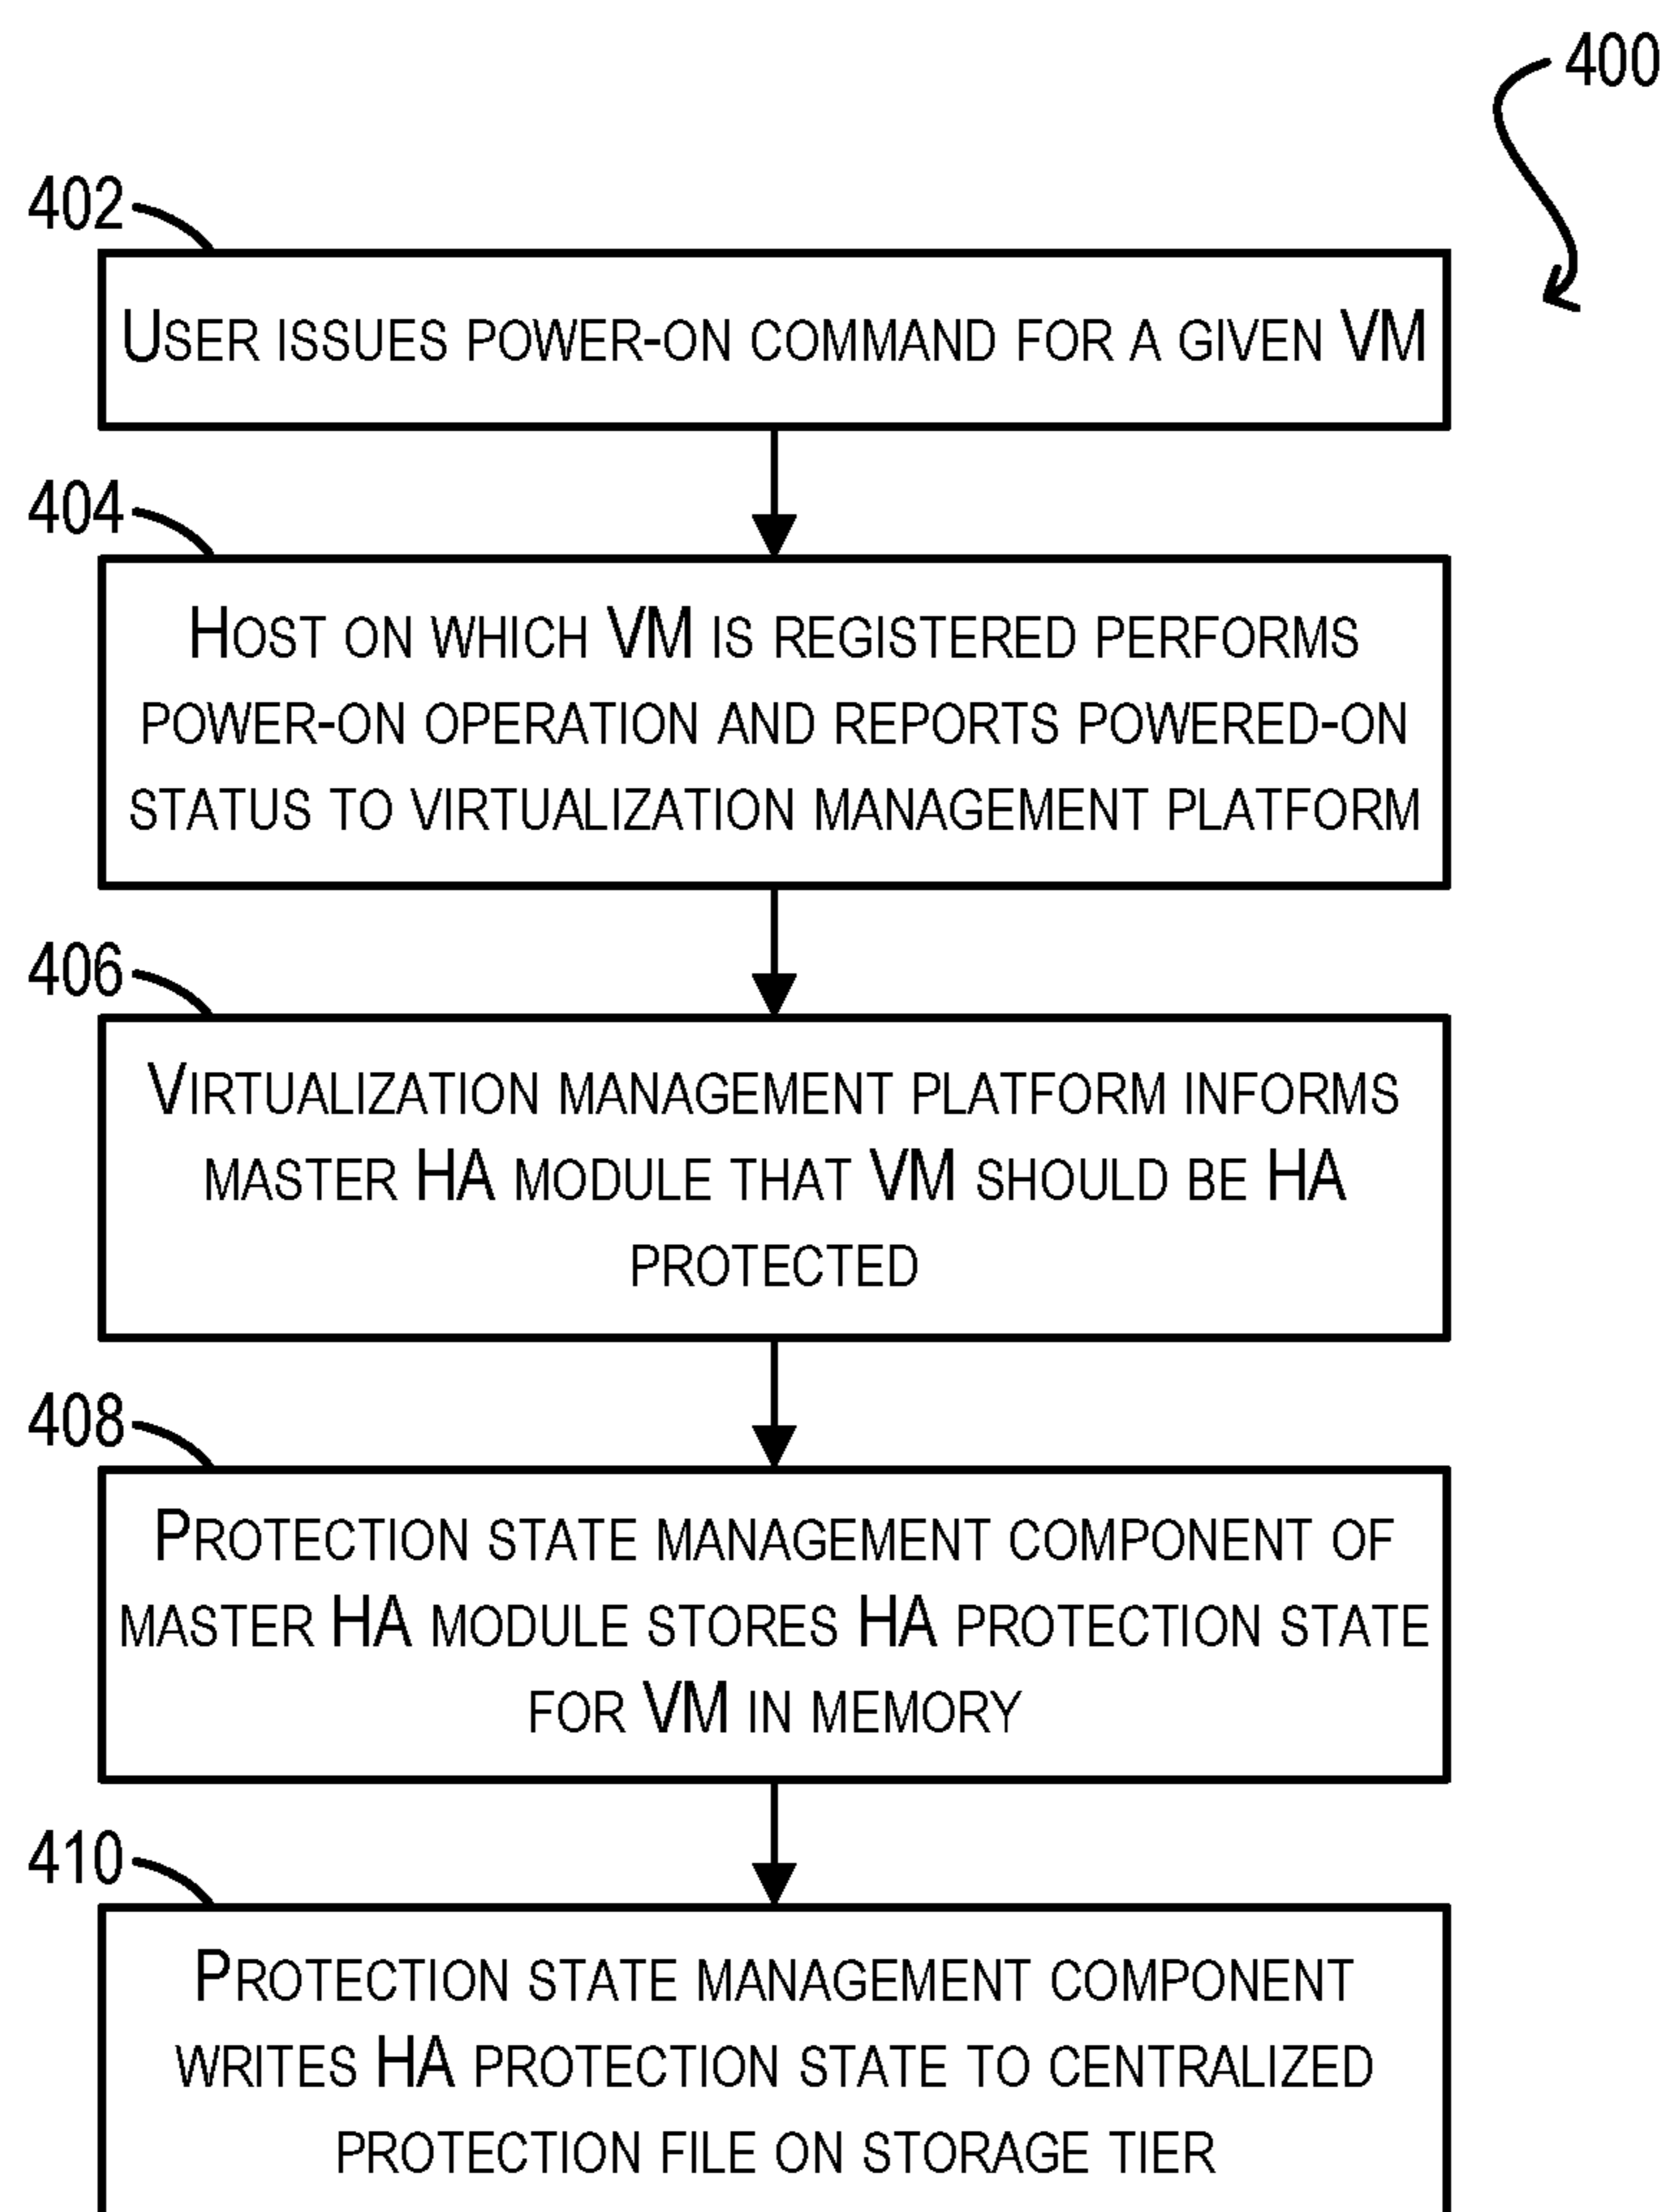 400
402
USER ISSUES POWER-ON COMMAND FOR A GIVEN VM
404
HOST ON WHICH VM IS REGISTERED PERFORMS
POWER-ON OPERATION AND REPORTS POWERED-ON
STATUS TO VIRTUALIZATION MANAGEMENT PLATFORM
406
VIRTUALIZATION MANAGEMENT PLATFORM INFORMS
MASTER HA MODULE THAT VM SHOULD BE HA
PROTECTED
408
PROTECTION STATE MANAGEMENT COMPONENT OF
MASTER HA MODULE STORES HA PROTECTION STATE
FOR VM IN MEMORY
410
PROTECTION STATE MANAGEMENT COMPONENT
WRITES HA PROTECTION STATE TO CENTRALIZED
PROTECTION FILE ON STORAGE TIER